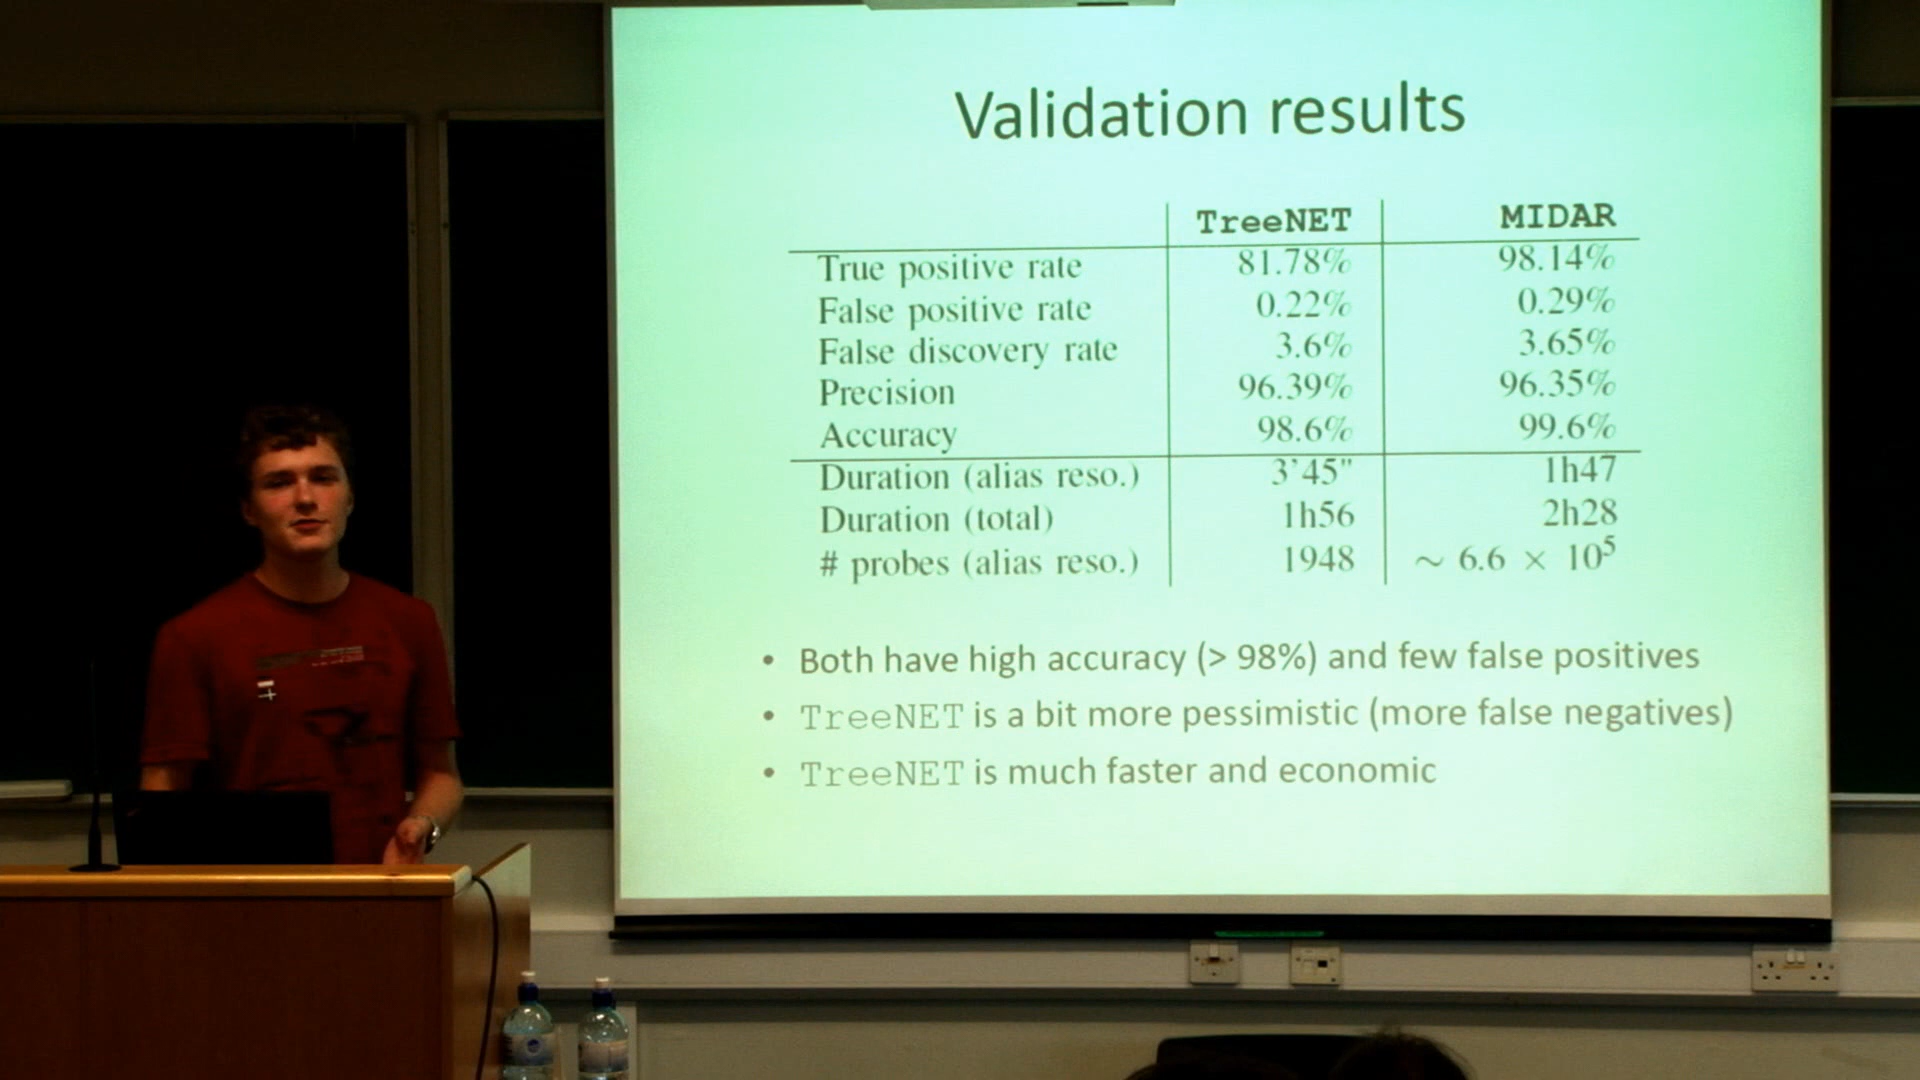 Validation results
TreeNET MIDAR
True positive rate 81.78% 98.14%
False positive rate 0.22% 0.29%
False discovery rate 3.6% 3.65%
Precision 96.39% 96.35%
Accuracy 98.6% 99.6%
Duration (alias reso.) 3'45" 1h47
Duration (total) 1h56 2h28
# probes (alias reso.) 1948 ~ 6.6 × 10⁵
• Both have high accuracy (> 98%) and few false positives
• TreeNET is a bit more pessimistic (more false negatives)
• TreeNET is much faster and economic